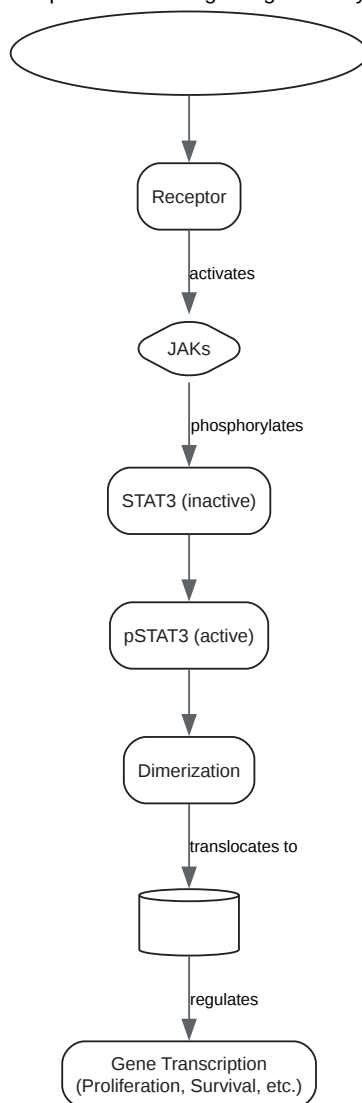 Receptor
activates
JAKs
phosphorylates
STAT3 (inactive)
pSTAT3 (active)
Dimerization
translocates to
regulates
Gene Transcription
(Proliferation, Survival, etc.)